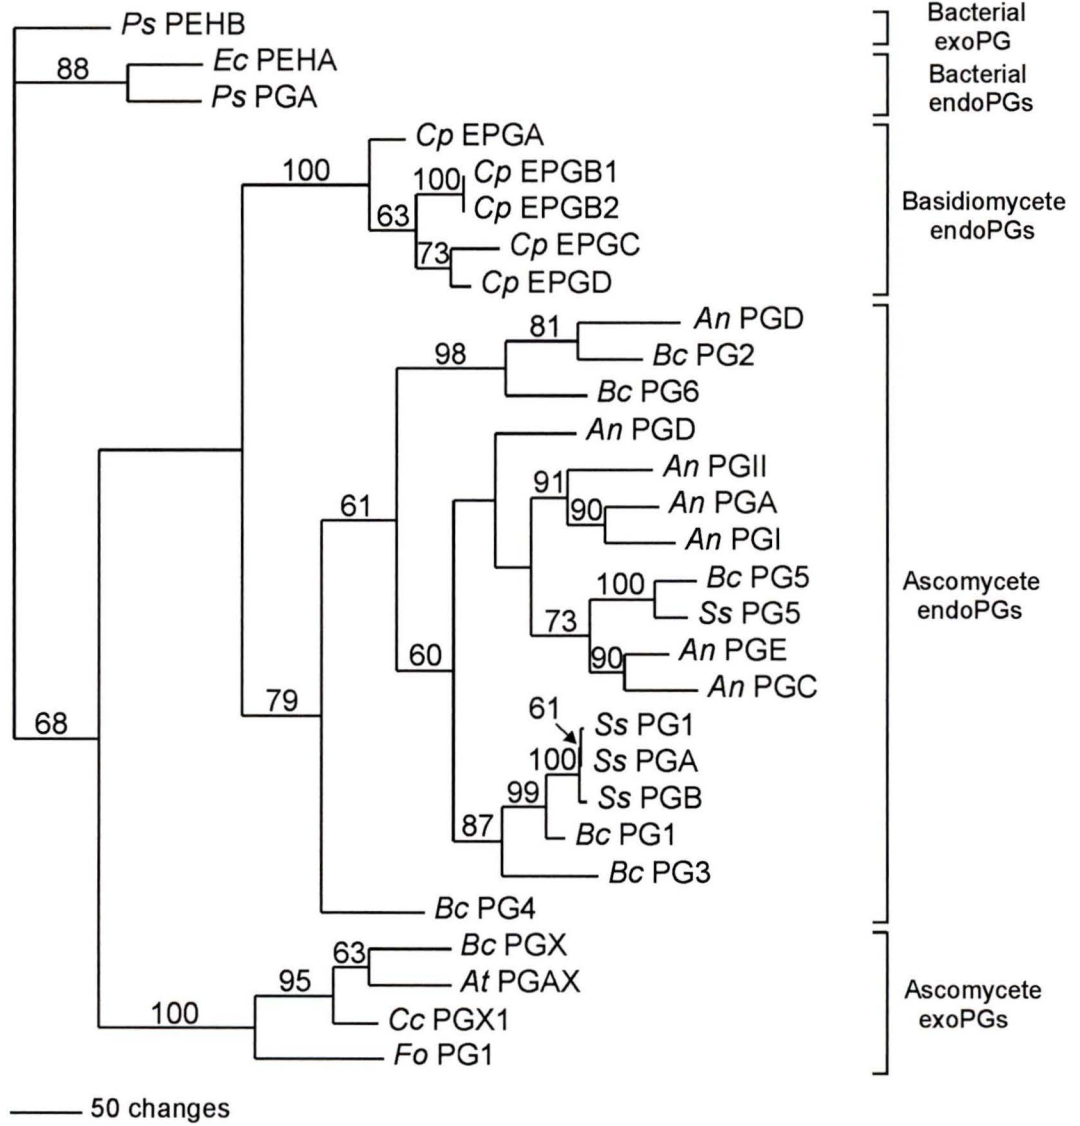 Ps PEHB
Bacterial
exoPG
88
Ec PEHA
Ps PGA
Bacterial
endoPGs
Cp EPGA
100
100
Cp EPGB1
Cp EPGB2
63
73
Cp EPGC
Cp EPGD
Basidiomycete
endoPGs
81
An PGD
98
Bc PG2
Bc PG6
An PGD
91
An PGII
90
An PGA
An PGI
61
100
Bc PG5
Ss PG5
73
90
An PGE
An PGC
60
79
61
Ss PG1
100
Ss PGA
Ss PGB
99
87
Bc PG1
Bc PG3
Bc PG4
Ascomycete
endoPGs
68
63
Bc PGX
95
At PGAX
Cc PGX1
100
Fo PG1
Ascomycete
exoPGs
50 changes